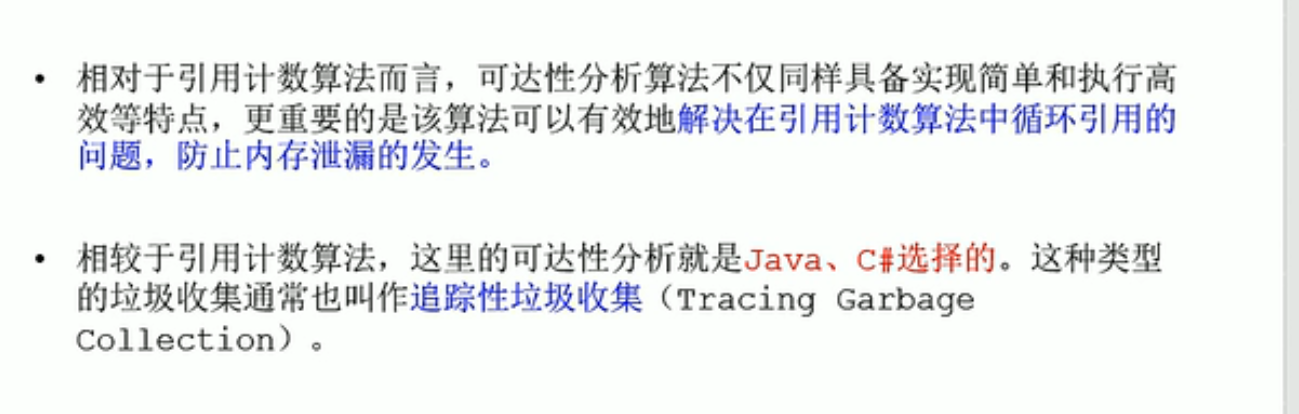 • 相对于引用计数算法而言，可达性分析算法不仅同样具备实现简单和执行高
效等特点，更重要的是该算法可以有效地解决在引用计数算法中循环引用的
问题，防止内存泄漏的发生。
• 相较于引用计数算法，这里的可达性分析就是Java、C#选择的。这种类型
的垃圾收集通常也叫作追踪性垃圾收集（Tracing Garbage
Collection）。